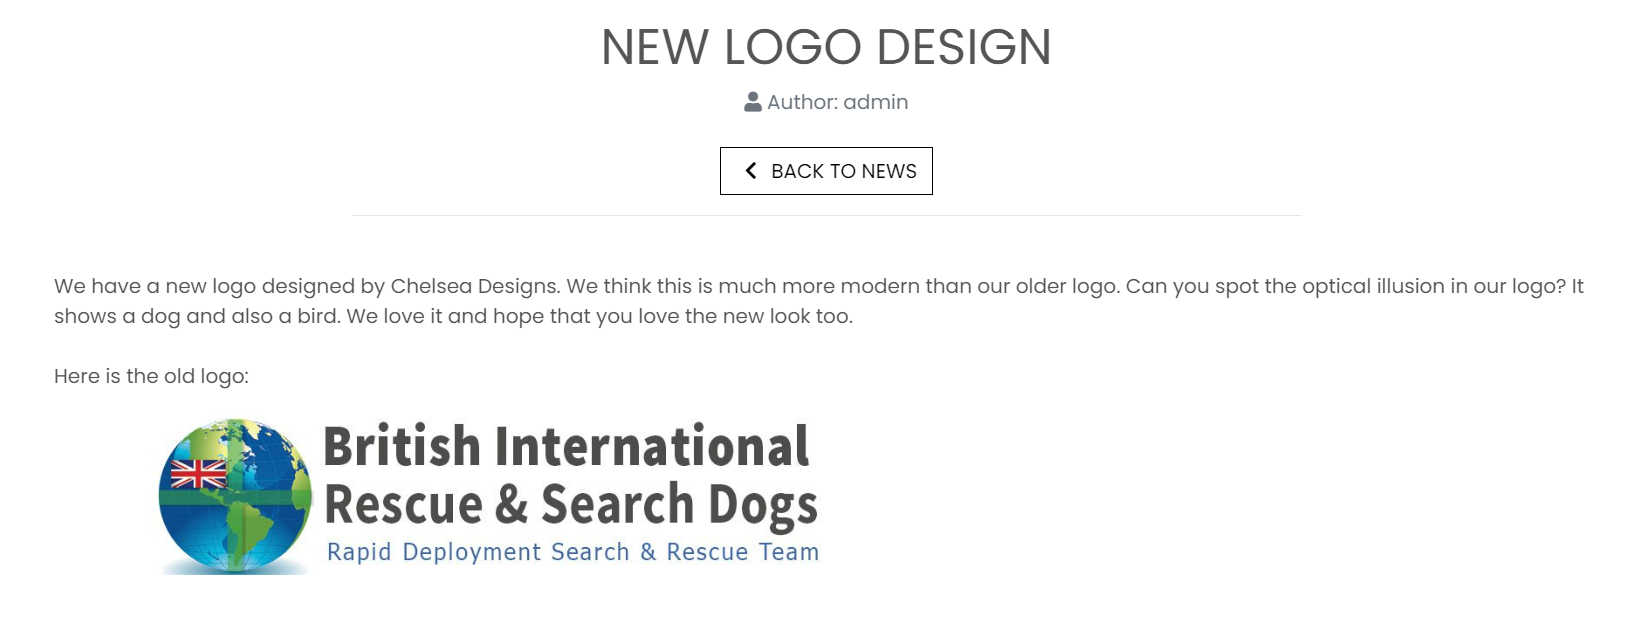 NEW LOGO DESIGN
Author: admin
BACK TO NEWS
We have a new logo designed by Chelsea Designs. We think this is much more modern than our older logo. Can you spot the optical illusion in our logo? It
shows a dog and also a bird. We love it and hope that you love the new look too.
Here is the old logo:
British International
Rescue & Search Dogs
Rapid Deployment Search & Rescue Team